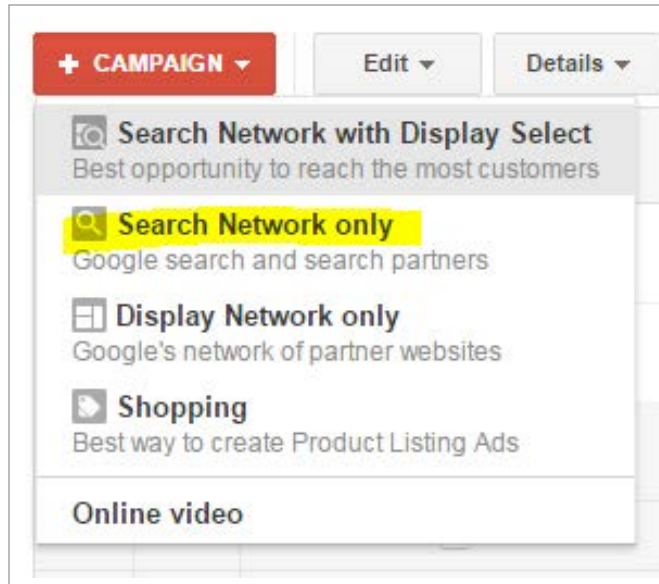 + CAMPAIGN Edit Details
Search Network with Display Select
Best opportunity to reach the most customers
Search Network only
Google search and search partners
Display Network only
Google's network of partner websites
Shopping
Best way to create Product Listing Ads
Online video